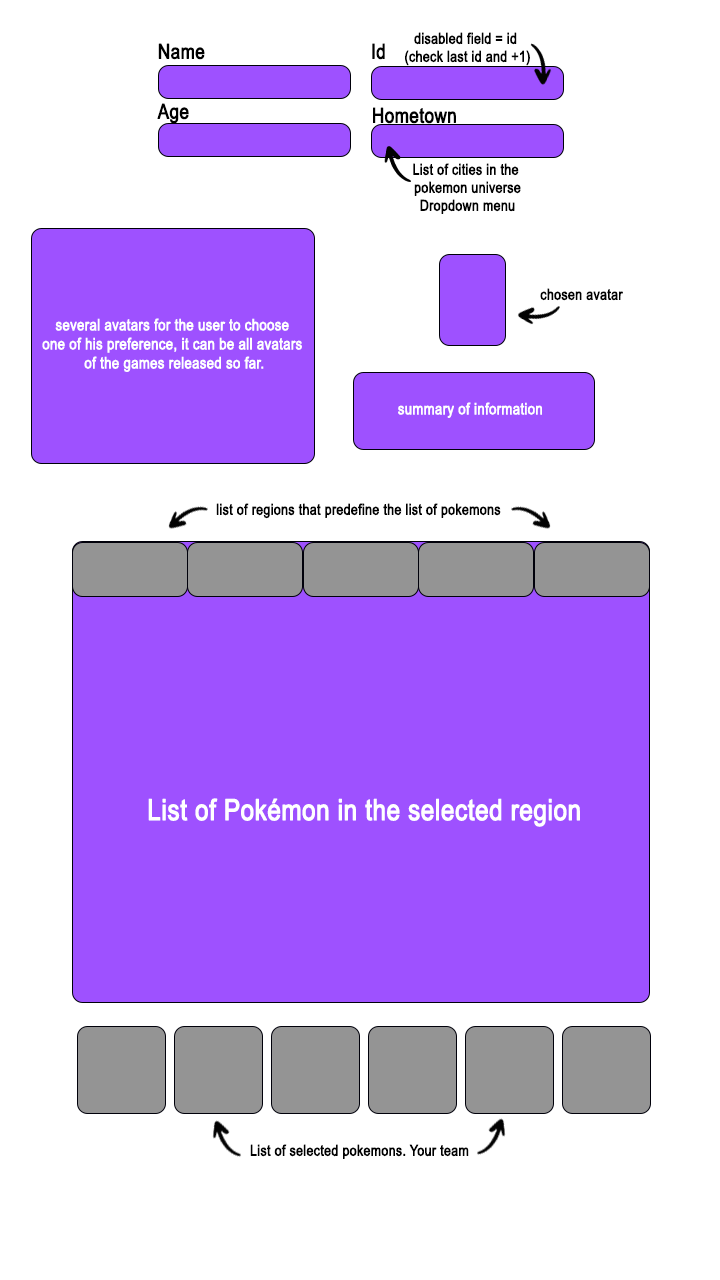 Name
Id
disabled field = id
(check last id and +1)
Age
Hometown
List of cities in the
pokemon universe
Dropdown menu
several avatars for the user to choose
one of his preference, it can be all avatars
of the games released so far.
chosen avatar
summary of information
list of regions that predefine the list of pokemons
List of Pokémon in the selected region
List of selected pokemons. Your team